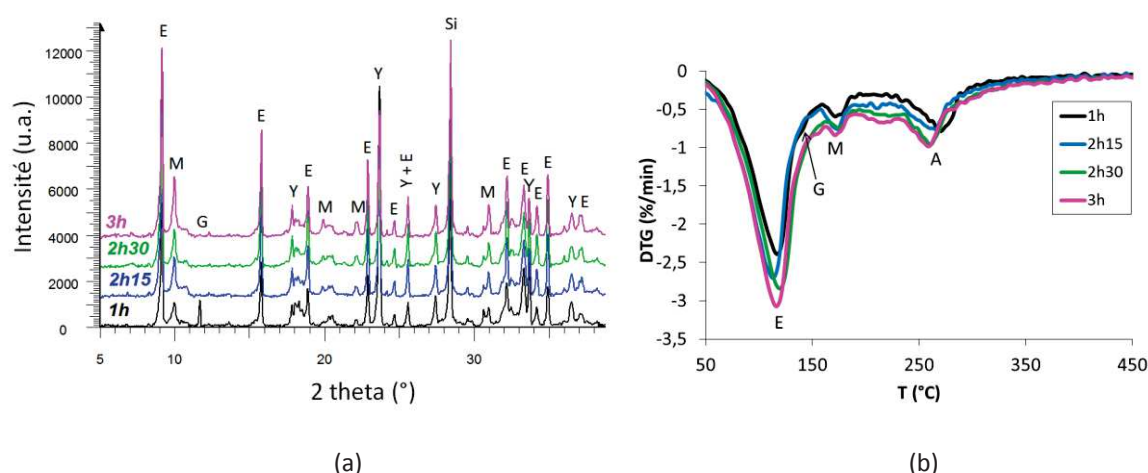 Si
E
Y
E
E
E
M
Y
E
M
M
E
Y + E
Y
M
E
E
Y
E
E
Y
E
G
3h
2h30
2h15
1h
12000
10000
8000
6000
4000
2000
0
Intensité (u.a.)
5
10
20
30
2 theta (°)
(a)
0
-0,5
-1
-1,5
-2
-2,5
-3
-3,5
DTG (%/min)
50
150
250
350
450
T (°C)
G
M
A
E
1h
2h15
2h30
3h
(b)